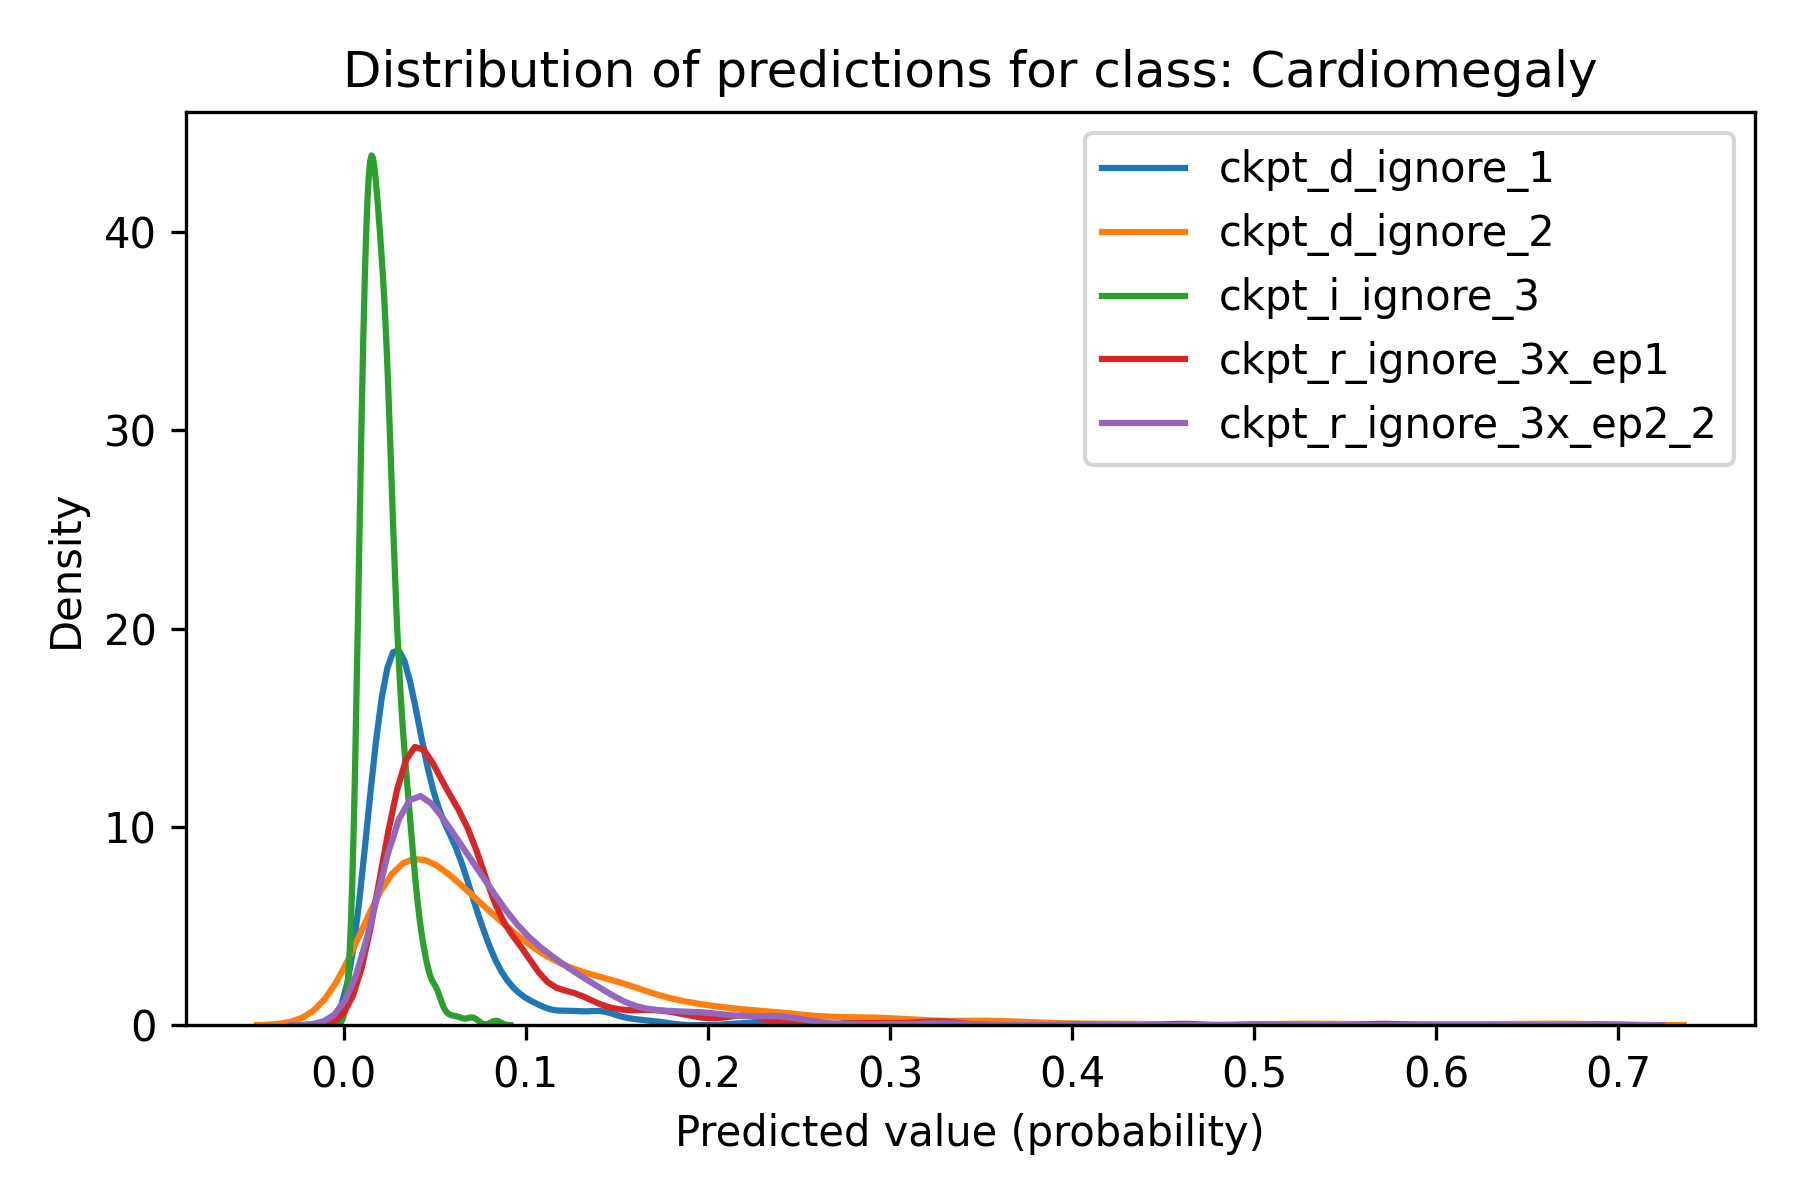 Distribution of predictions for class: Cardiomegaly
ckpt_d_ignore_1
ckpt_d_ignore_2
ckpt_i_ignore_3
ckpt_r_ignore_3x_ep1
ckpt_r_ignore_3x_ep2_2
Density
40
30
20
10
0
0.0 0.1 0.2 0.3 0.4 0.5 0.6 0.7
Predicted value (probability)